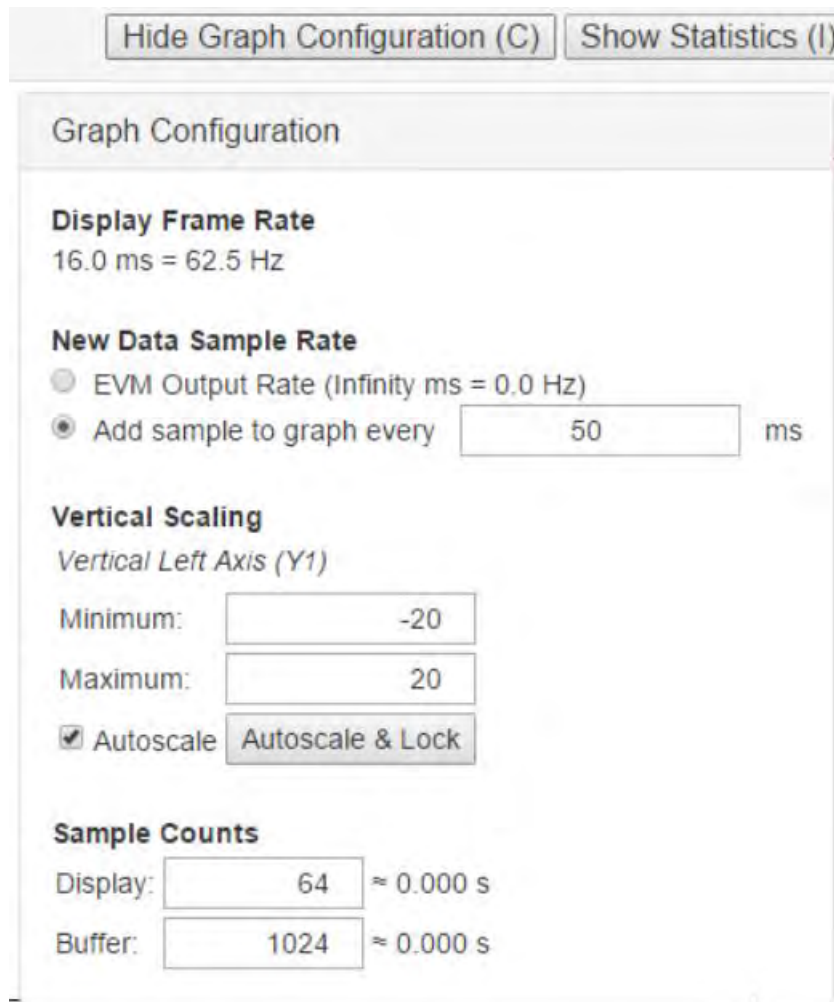 Hide Graph Configuration (C) Show Statistics (I)
Graph Configuration
Display Frame Rate
16.0 ms = 62.5 Hz
New Data Sample Rate
EVM Output Rate (Infinity ms = 0.0 Hz)
Add sample to graph every 50 ms
Vertical Scaling
Vertical Left Axis (Y1)
Minimum: -20
Maximum: 20
Autoscale Autoscale & Lock
Sample Counts
Display: 64 ≈ 0.000 s
Buffer: 1024 ≈ 0.000 s